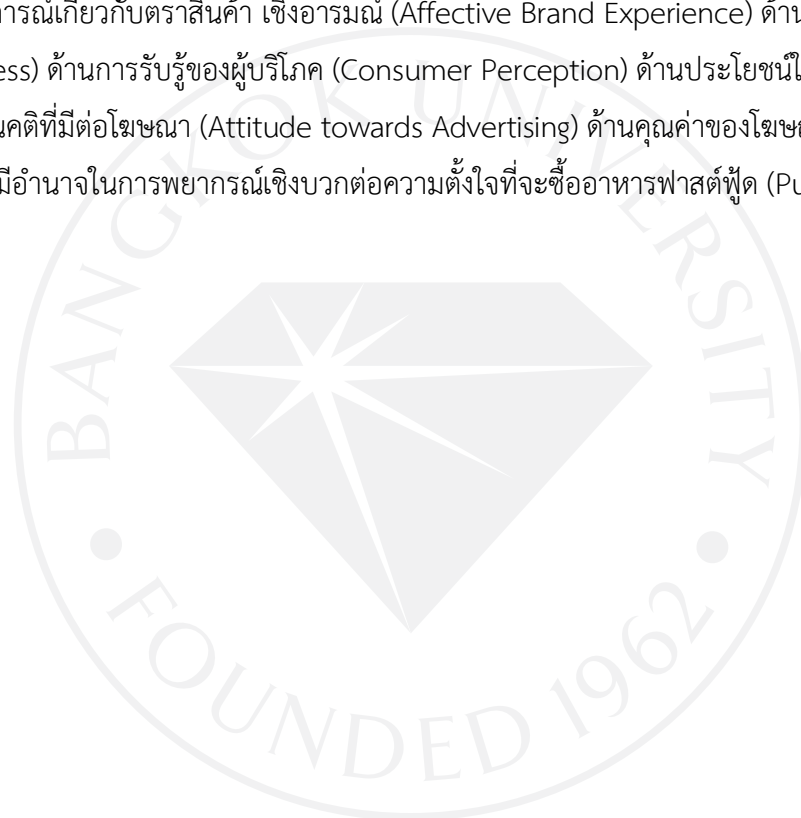 ารณ์เกี่ยวกับตราสินค้า เชิงอารมณ์ (Affective Brand Experience) ด้าน
ess) ด้านการรับรู้ของผู้บริโภค (Consumer Perception) ด้านประโยชน์ใ
นคติที่มีต่อโฆษณา (Attitude towards Advertising) ด้านคุณค่าของโฆษ
มีอำนาจในการพยากรณ์เชิงบวกต่อความตั้งใจที่จะซื้ออาหารฟาสต์ฟู้ด (Pu
BANGKOK UNIVERSITY
FOUNDED 1962